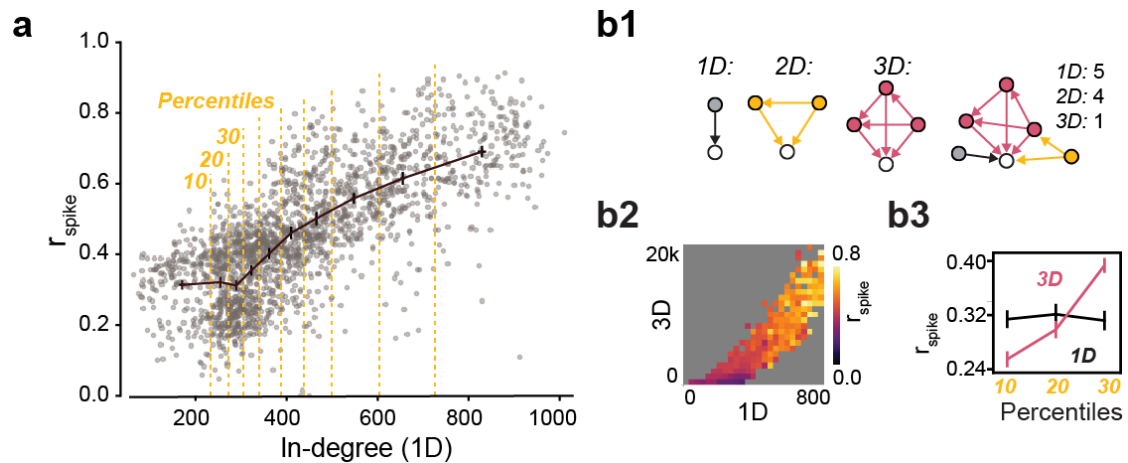 a
1.0
0.8
0.6
0.4
0.2
0.0
r_spike
Percentiles
30
20
10
200
400
600
800
1000
In-degree (1D)
b1
1D:
2D:
3D:
1D: 5
2D: 4
3D: 1
b2
20k
0
3D
0
800
1D
0.8
0.0
r_spike
b3
0.40
0.32
0.24
r_spike
3D
1D
10
20
30
Percentiles